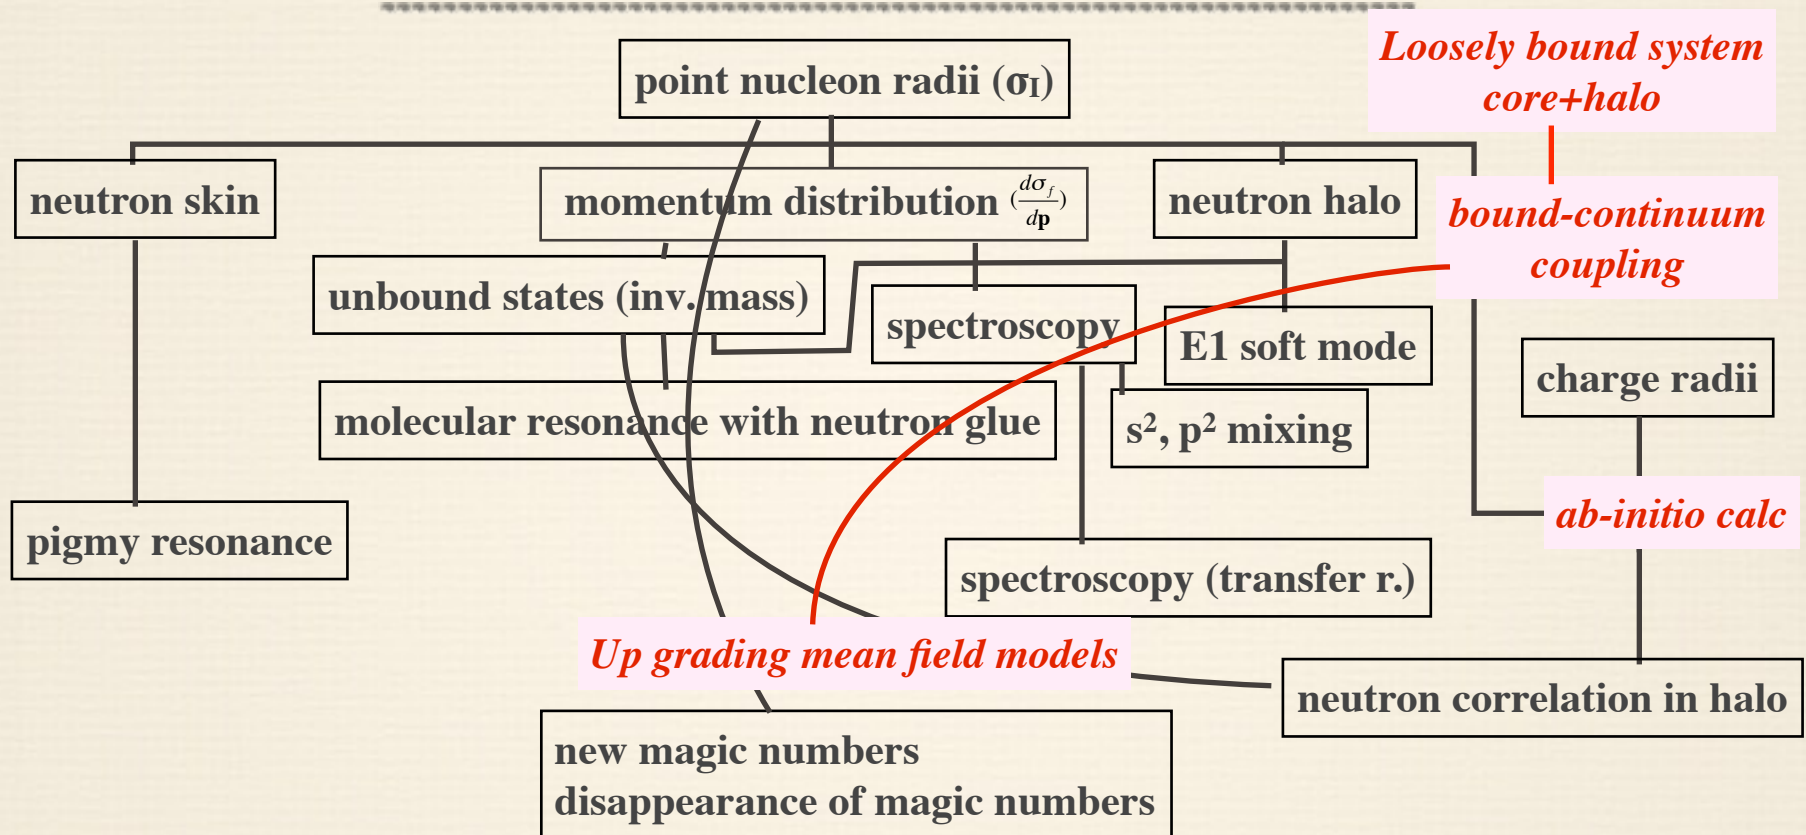 Loosely bound system
core+halo
point nucleon radii (σI)
neutron skin
momentum distribution (dσf/dp)
neutron halo
bound-continuum
coupling
unbound states (inv. mass)
spectroscopy
E1 soft mode
charge radii
molecular resonance with neutron glue
s², p² mixing
ab-initio calc
pigmy resonance
spectroscopy (transfer r.)
Up grading mean field models
neutron correlation in halo
new magic numbers
disappearance of magic numbers